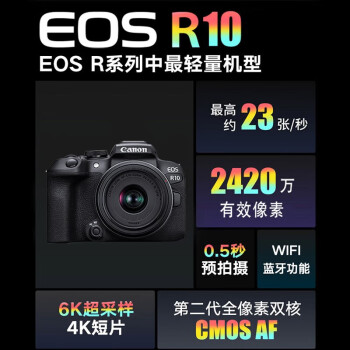 EOS R10
EOS R系列中最轻量机型
最高
约 23 张/秒
Canon
EOS
R10
2420 万
有效像素
0.5秒
预拍摄
WIFI
蓝牙功能
6K超采样
4K短片
第二代全像素双核
CMOS AF